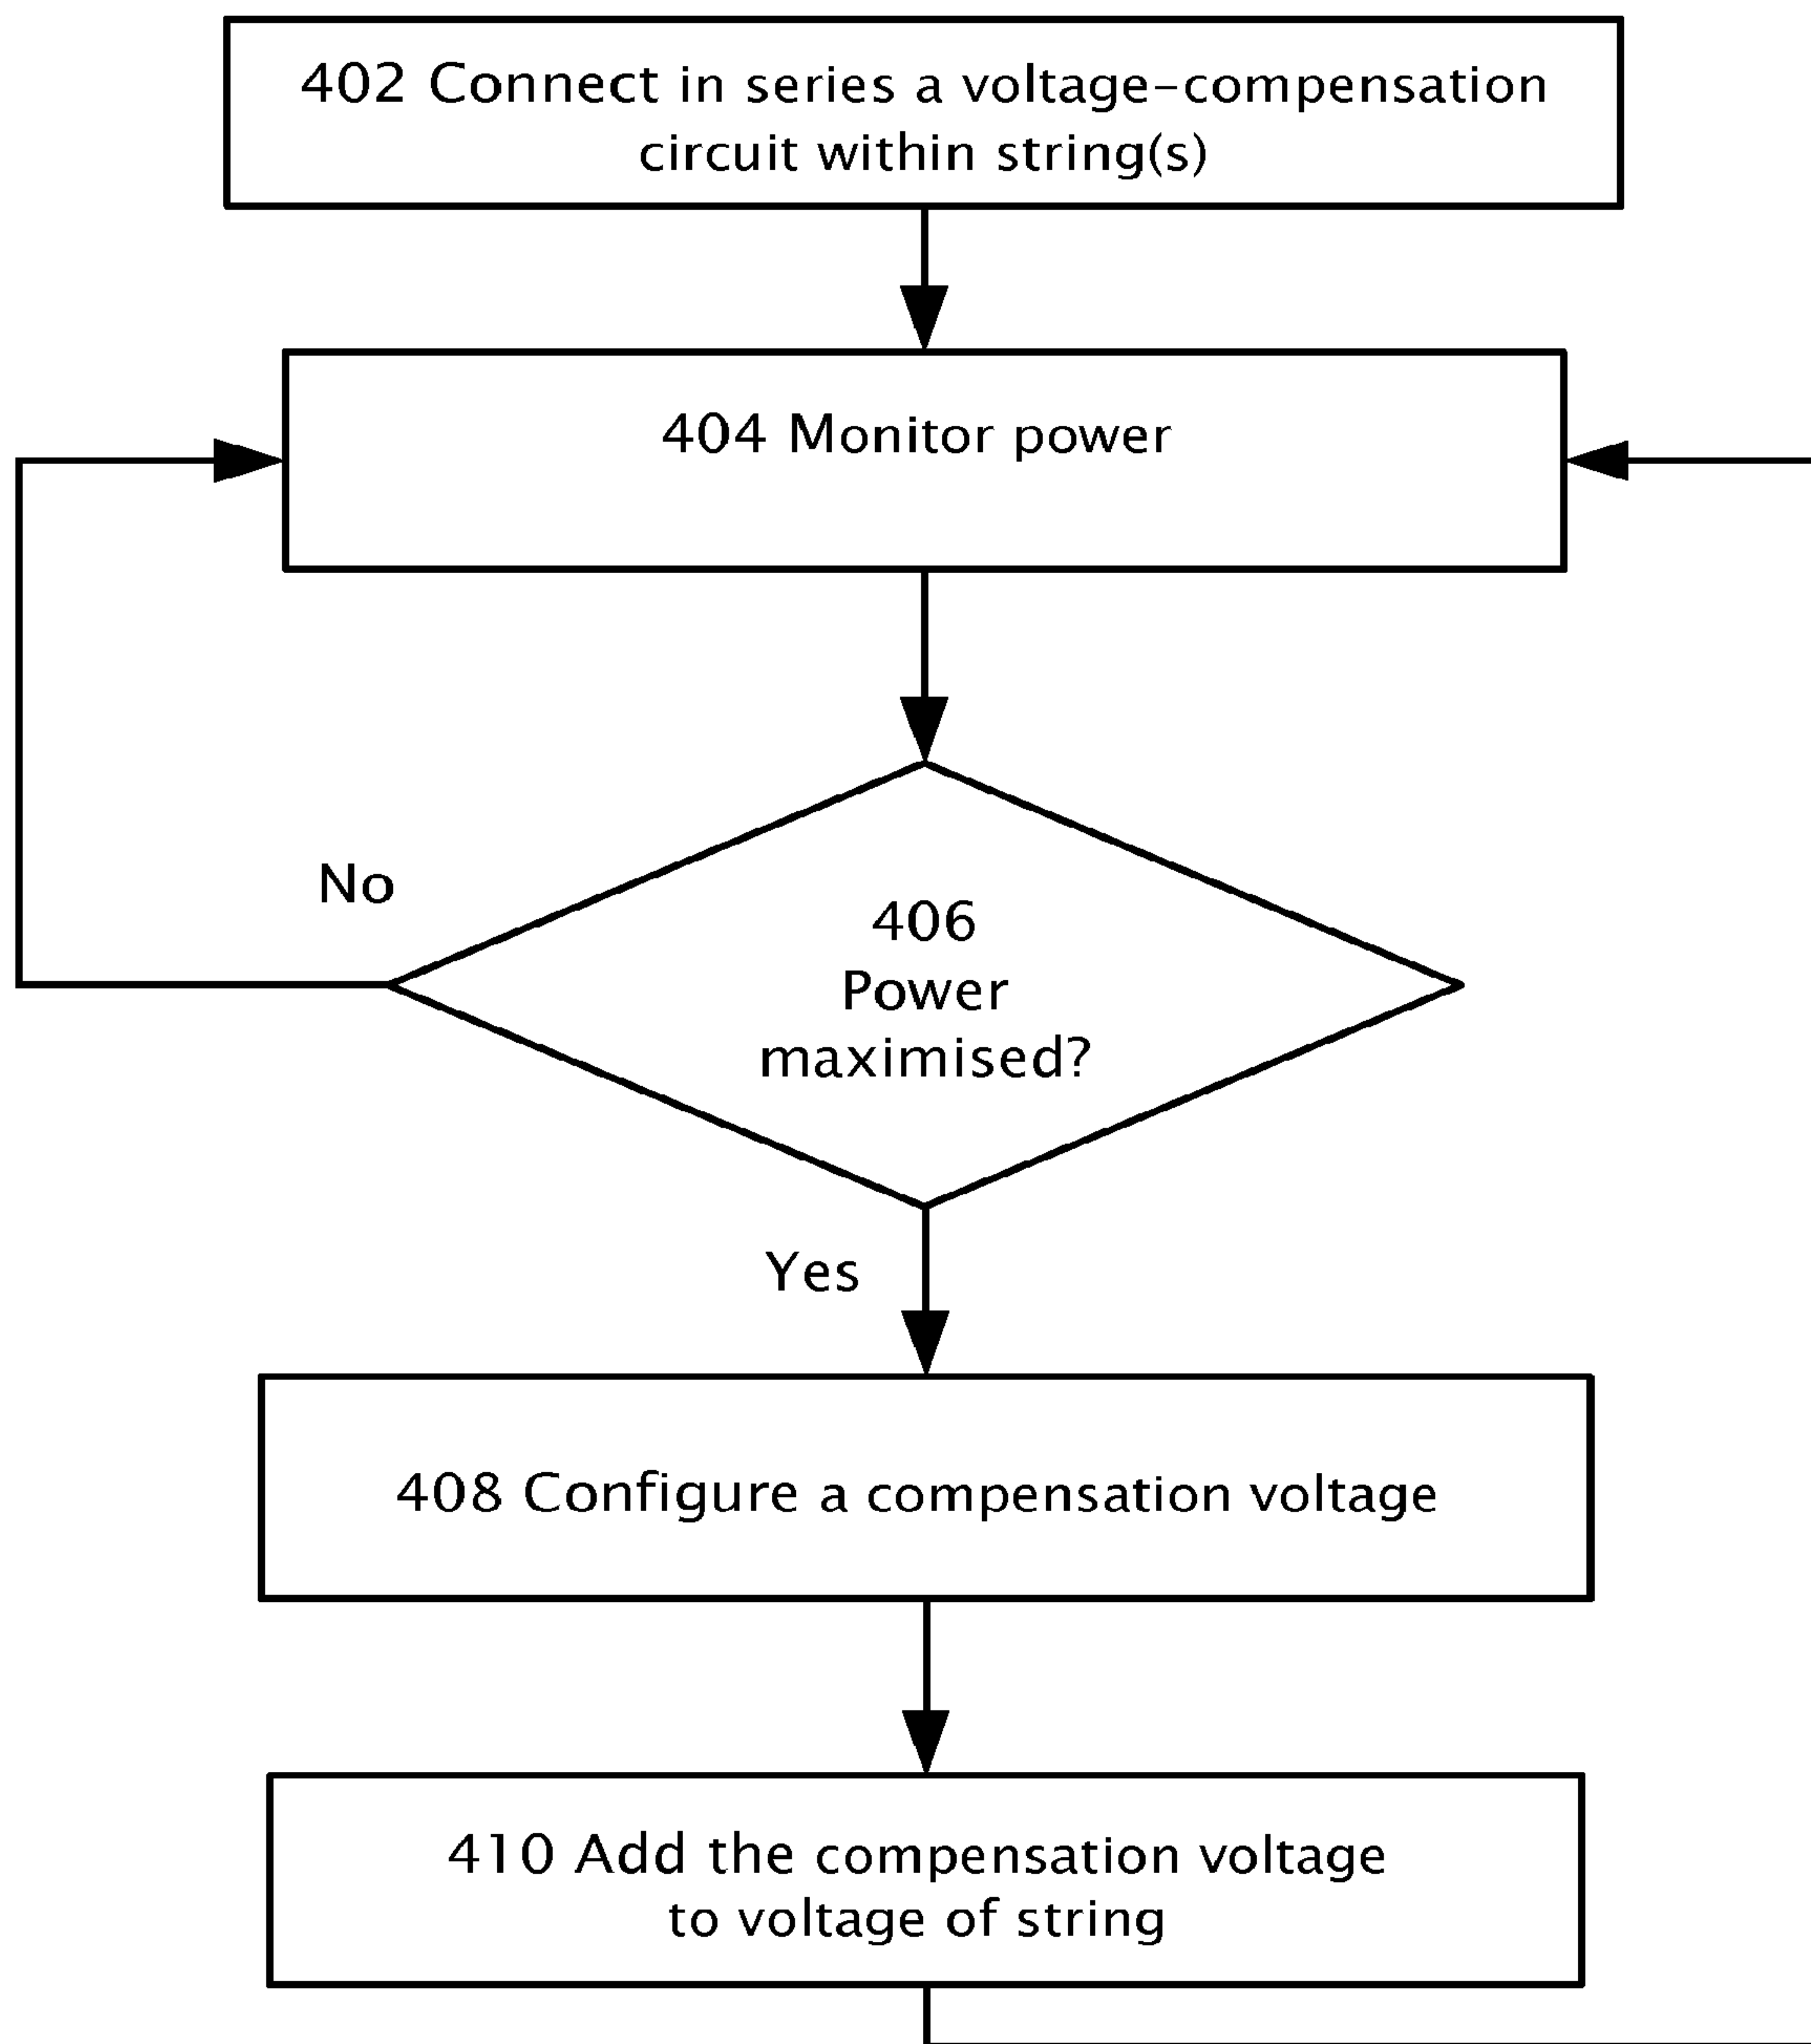 402 Connect in series a voltage-compensation
circuit within string(s)
404 Monitor power
No
406
Power
maximised?
Yes
408 Configure a compensation voltage
410 Add the compensation voltage
to voltage of string